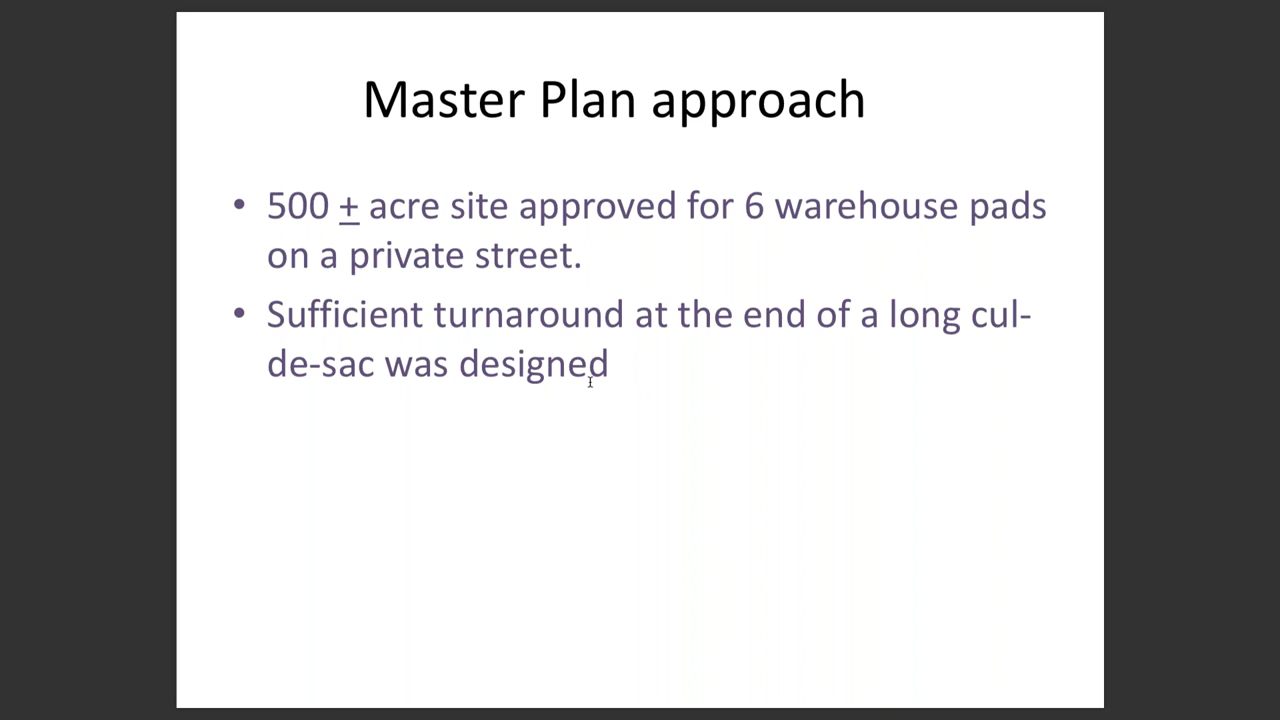 Master Plan approach
• 500 ± acre site approved for 6 warehouse pads
on a private street.
• Sufficient turnaround at the end of a long cul-
de-sac was designed